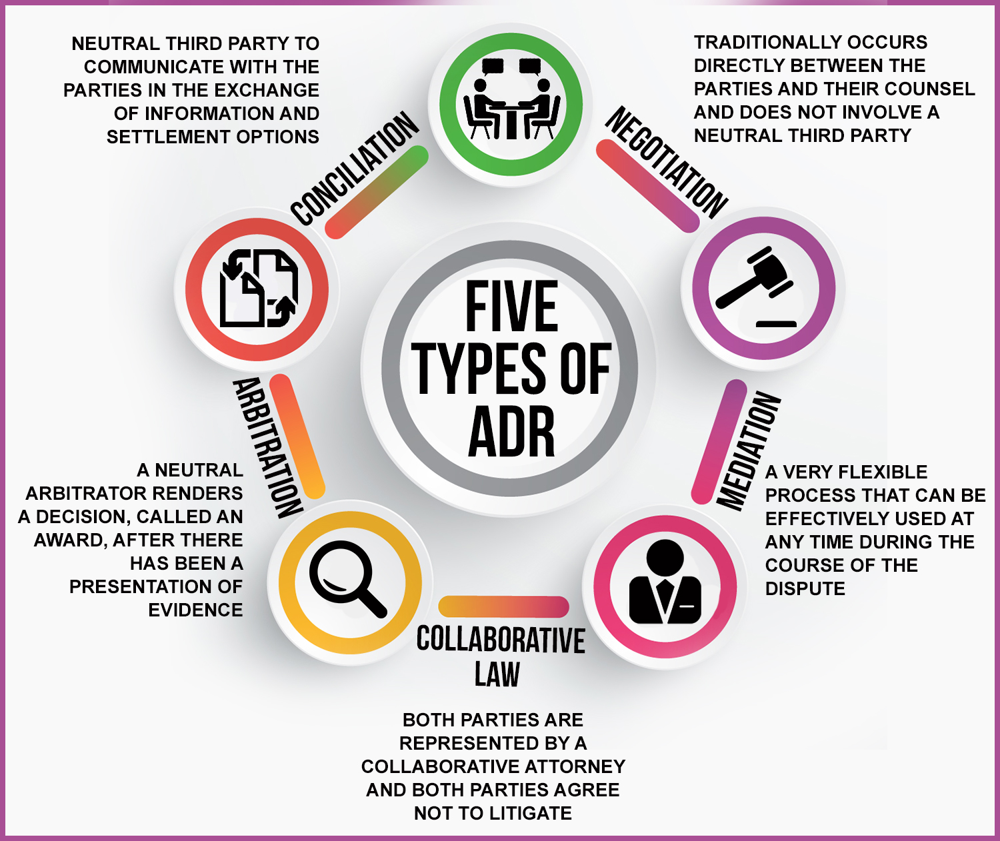 NEUTRAL THIRD PARTY TO
COMMUNICATE WITH THE
PARTIES IN THE EXCHANGE
OF INFORMATION AND
SETTLEMENT OPTIONS
CONCILIATION
TRADITIONALLY OCCURS
DIRECTLY BETWEEN THE
PARTIES AND THEIR COUNSEL
AND DOES NOT INVOLVE A
NEUTRAL THIRD PARTY
NEGOTIATION
FIVE
TYPES OF
ADR
ARBITRATION
A NEUTRAL
ARBITRATOR RENDERS
A DECISION, CALLED AN
AWARD, AFTER THERE
HAS BEEN A
PRESENTATION OF
EVIDENCE
MEDIATION
A VERY FLEXIBLE
PROCESS THAT CAN BE
EFFECTIVELY USED AT
ANY TIME DURING THE
COURSE OF THE
DISPUTE
COLLABORATIVE
LAW
BOTH PARTIES ARE
REPRESENTED BY A
COLLABORATIVE ATTORNEY
AND BOTH PARTIES AGREE
NOT TO LITIGATE